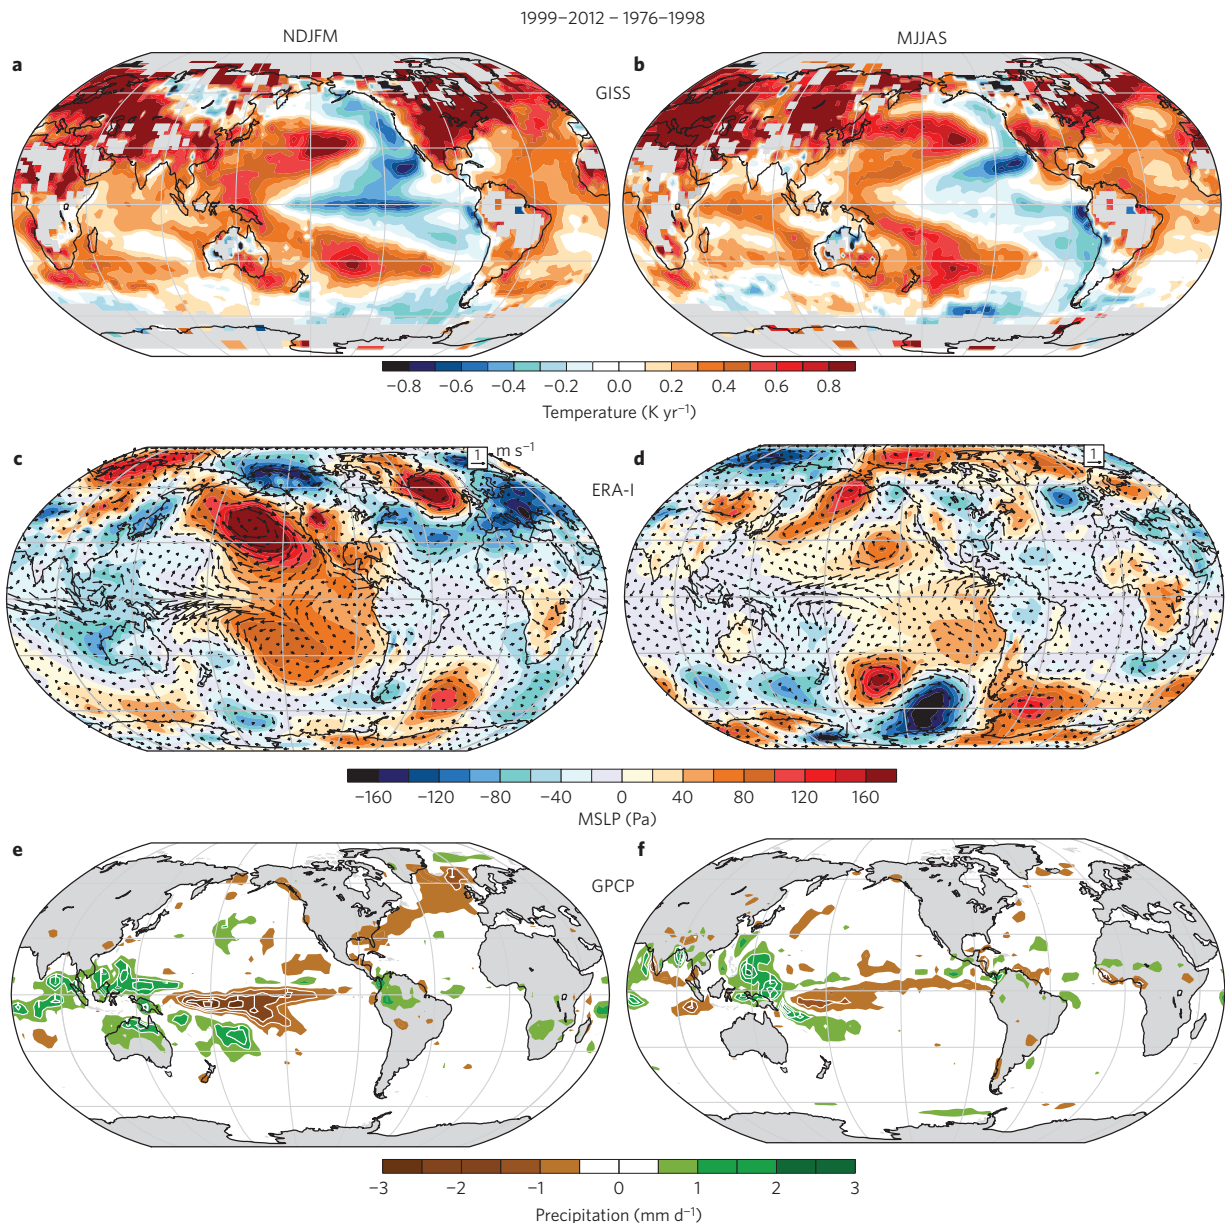 1999–2012 – 1976–1998
NDJFM
MJJAS
a
b
GISS
−0.8 −0.6 −0.4 −0.2 0.0 0.2 0.4 0.6 0.8
Temperature (K yr⁻¹)
c
1 m s⁻¹
d
1
ERA-I
−160 −120 −80 −40 0 40 80 120 160
MSLP (Pa)
e
f
GPCP
−3 −2 −1 0 1 2 3
Precipitation (mm d⁻¹)